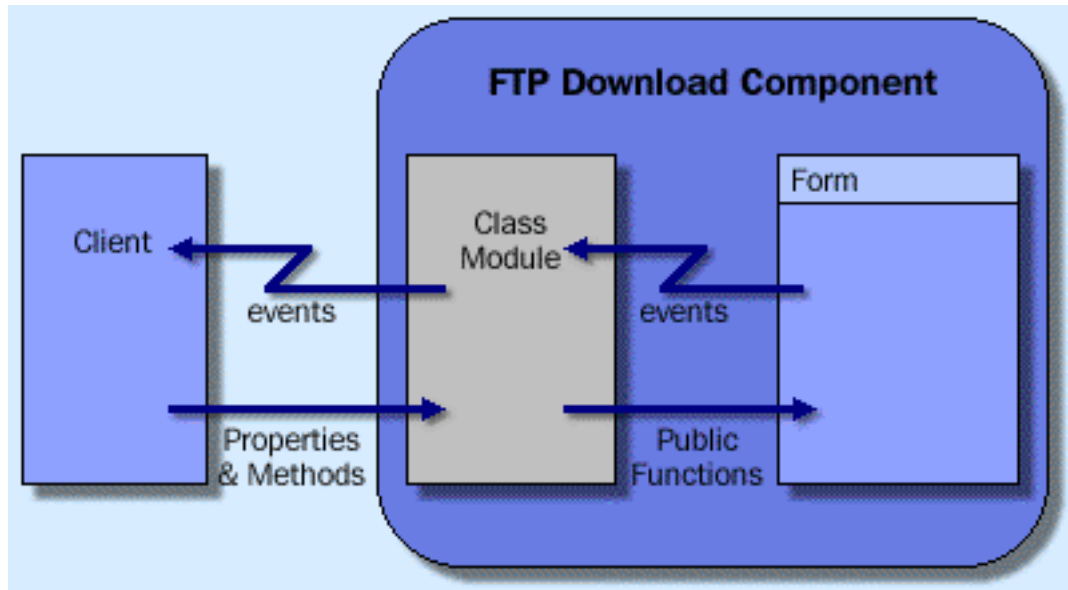 FTP Download Component
Client
events
Properties
& Methods
Class
Module
events
Public
Functions
Form